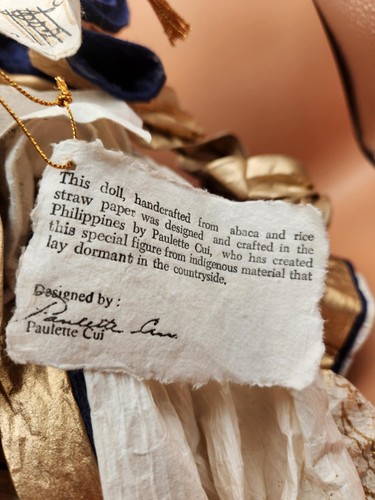 This doll, handcrafted from abaca and rice
straw paper was designed and crafted in the
Philippines by Paulette Cui, who has created
this special figure from indigenous material that
lay dormant in the countryside.
Designed by :
Paulette Cui
Paulette Cui